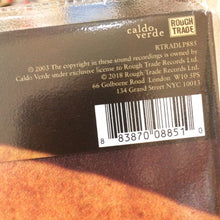 caldo
verde
ROUGH
TRADE
RTRADLPS885
℗ 2003 The copyright in these sound recordings is owned by
Caldo Verde under exclusive license to Rough Trade Records Ltd.
© 2018 Rough Trade Records Ltd.
66 Golborne Road London W10 5PS
134 Grand Street NYC 10013
8 83870 08851 0